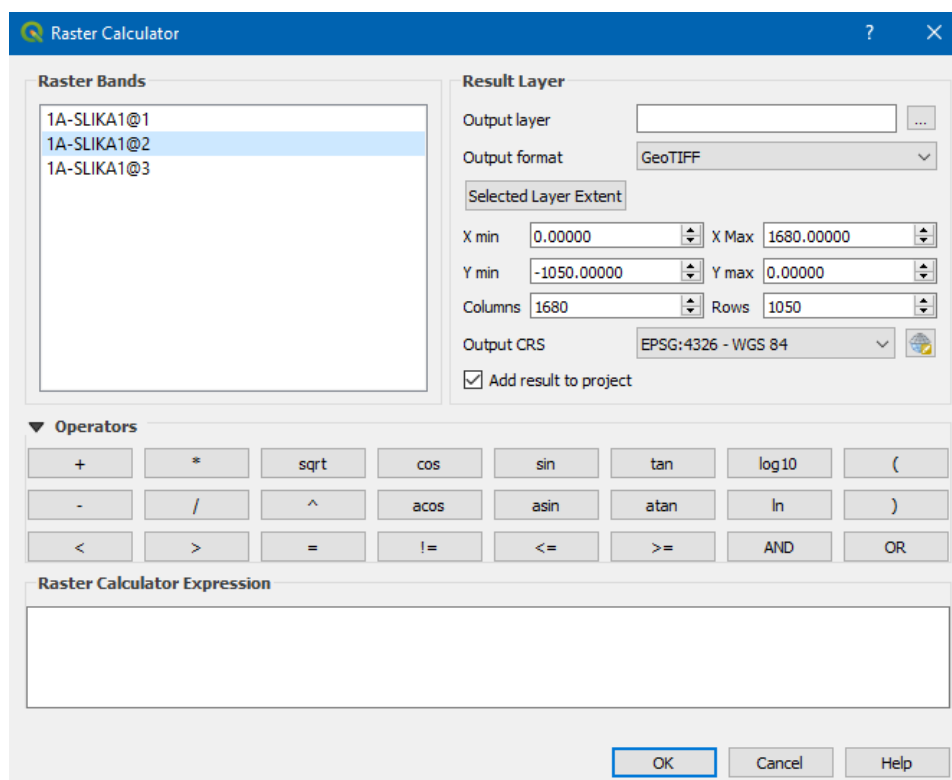 Raster Calculator ? ×
Raster Bands
1A-SLIKA1@1
1A-SLIKA1@2
1A-SLIKA1@3
Result Layer
Output layer ...
Output format GeoTIFF
Selected Layer Extent
X min 0.00000 X Max 1680.00000
Y min -1050.00000 Y max 0.00000
Columns 1680 Rows 1050
Output CRS EPSG:4326 - WGS 84
Add result to project
Operators
+ * sqrt cos sin tan log10 (
- / ^ acos asin atan ln )
< > = != <= >= AND OR
Raster Calculator Expression
OK Cancel Help